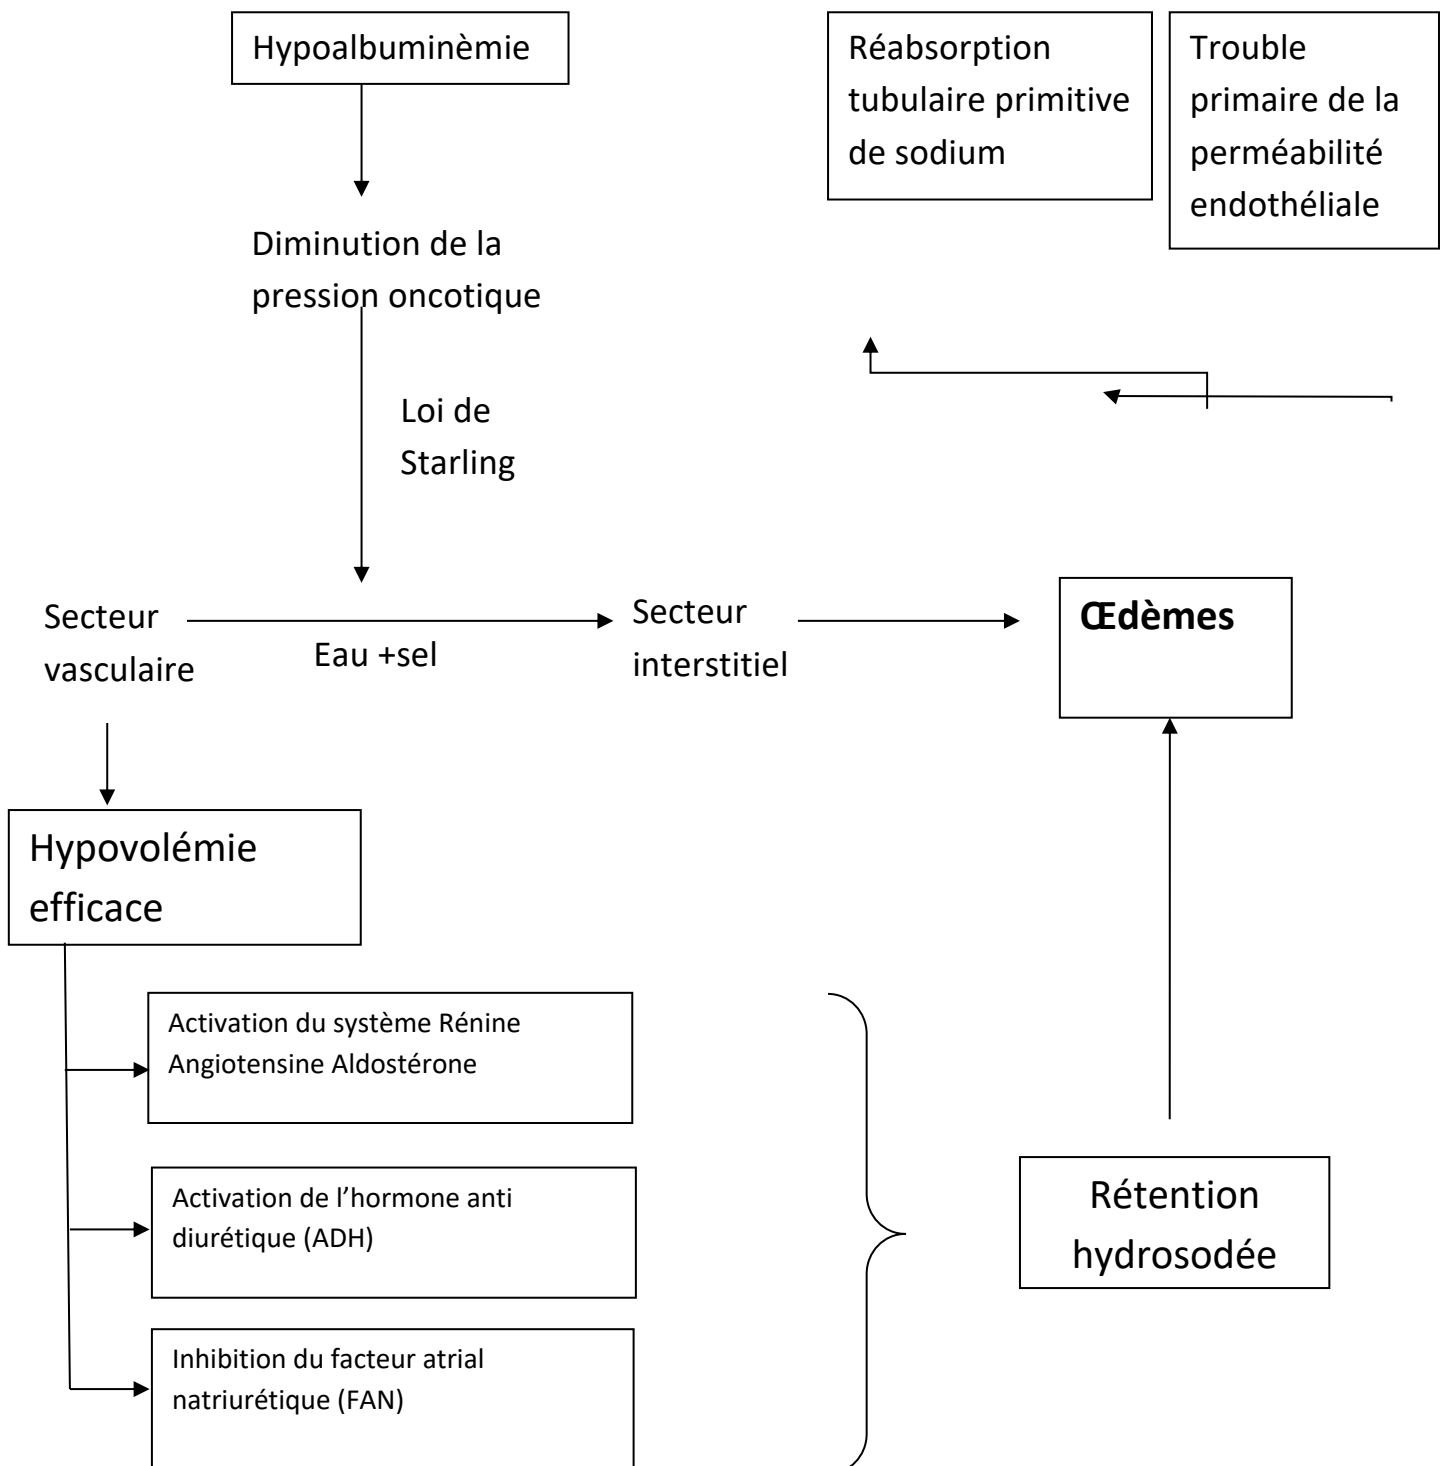 Hypoalbuminèmie
Réabsorption
tubulaire primitive
de sodium
Trouble
primaire de la
perméabilité
endothéliale
Diminution de la
pression oncotique
Loi de
Starling
Secteur
vasculaire
Eau +sel
Secteur
interstitiel
Œdèmes
Hypovolémie
efficace
Activation du système Rénine
Angiotensine Aldostérone
Activation de l’hormone anti
diurétique (ADH)
Rétention
hydrosodée
Inhibition du facteur atrial
natriurétique (FAN)